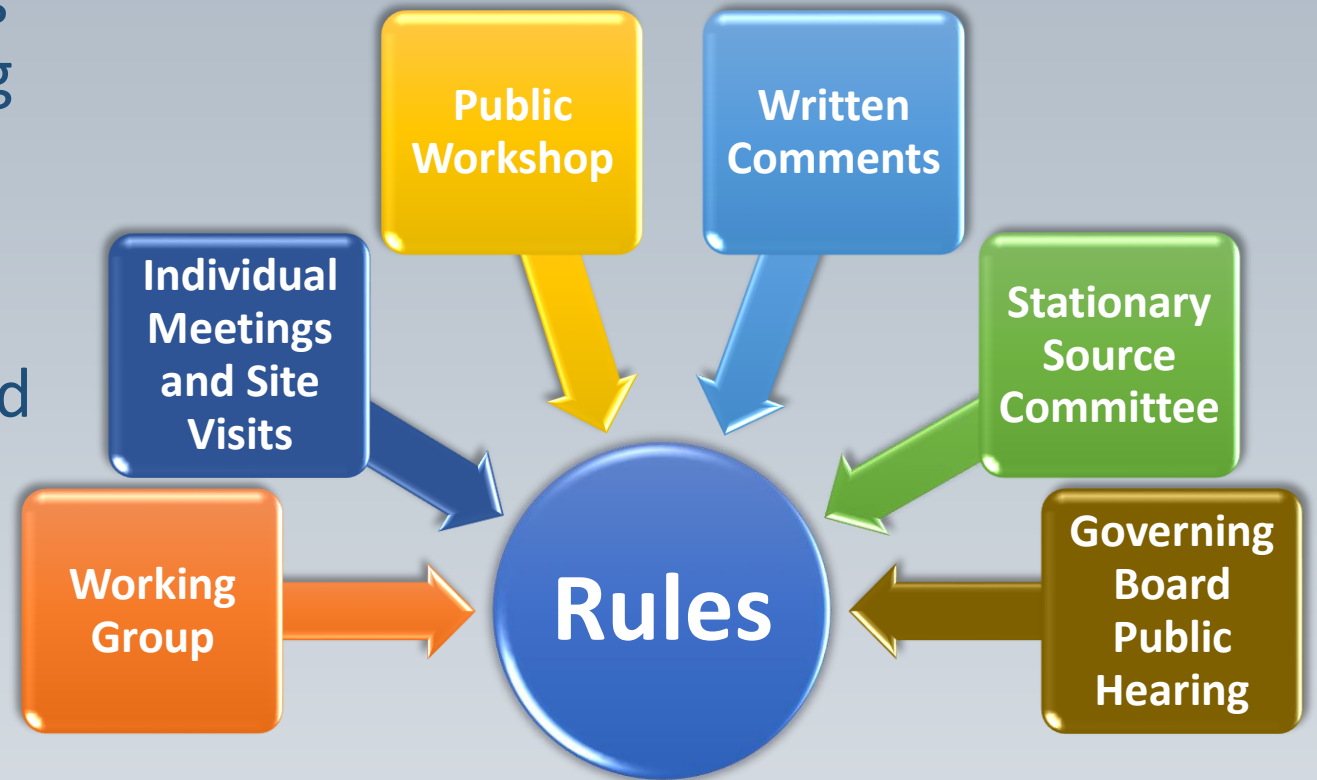 g
d
Public
Workshop
Written
Comments
Individual
Meetings
and Site
Visits
Stationary
Source
Committee
Working
Group
Governing
Board
Public
Hearing
Rules